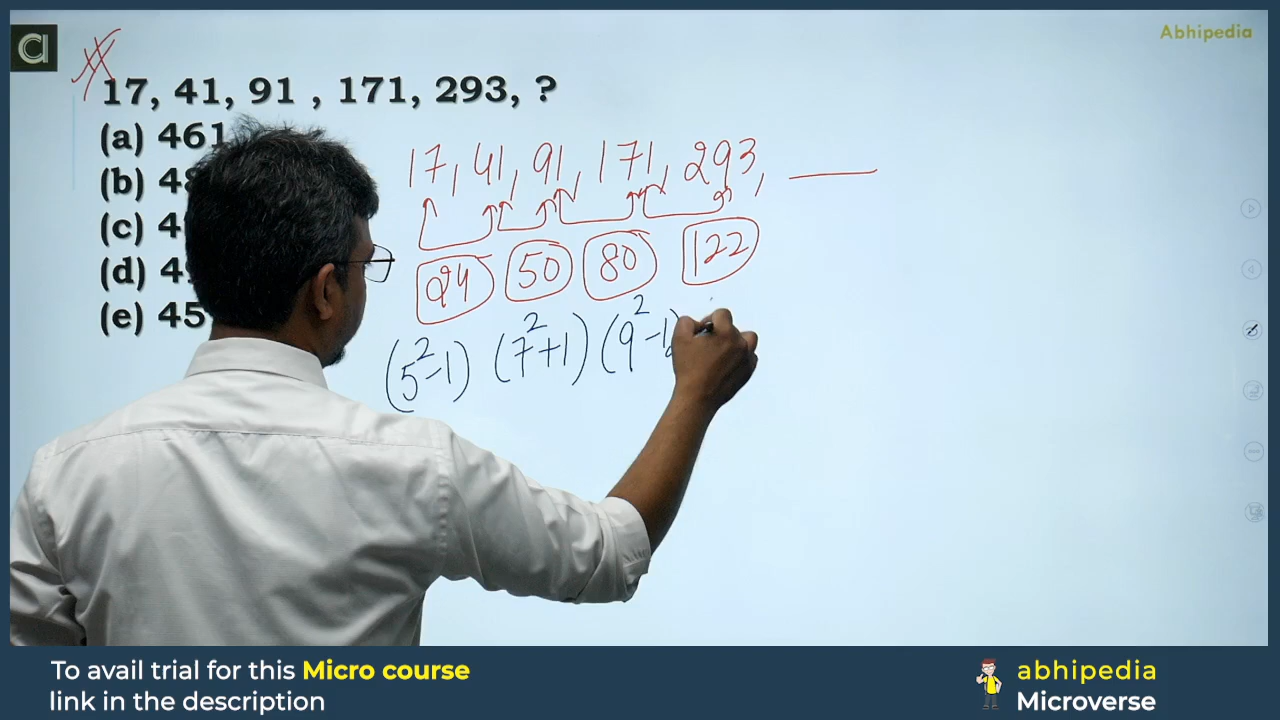 Abhipedia
17, 41, 91 , 171, 293, ?
(a) 461
(b) 4
(c) 4
(d) 4
(e) 45
17, 41, 91, 171, 293,
24 50 80 122
(5²-1) (7²+1) (9²-1)
To avail trial for this Micro course
link in the description
abhipedia
Microverse